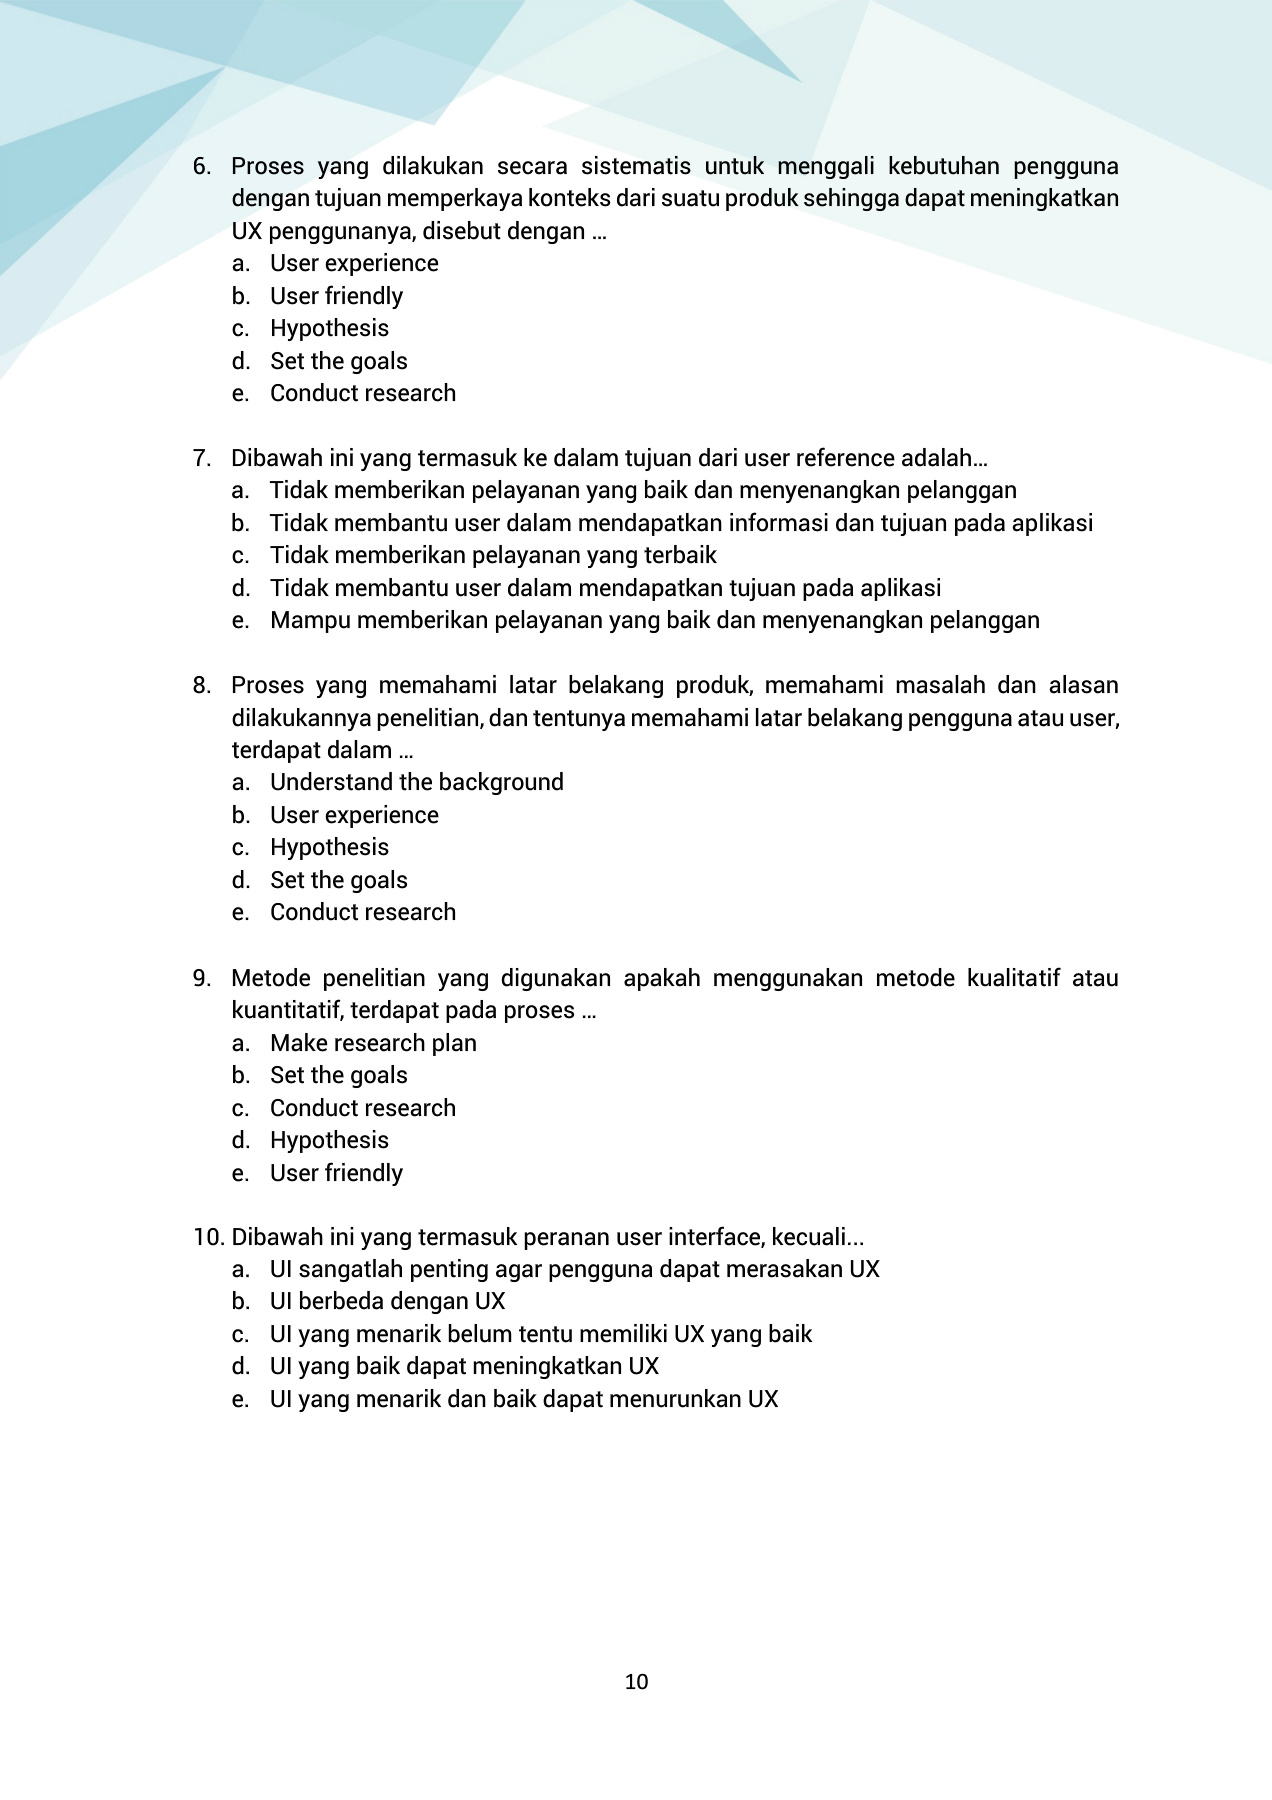 6. Proses yang dilakukan secara sistematis untuk menggali kebutuhan pengguna
dengan tujuan memperkaya konteks dari suatu produk sehingga dapat meningkatkan
UX penggunanya, disebut dengan ...
a. User experience
b. User friendly
c. Hypothesis
d. Set the goals
e. Conduct research
7. Dibawah ini yang termasuk ke dalam tujuan dari user reference adalah...
a. Tidak memberikan pelayanan yang baik dan menyenangkan pelanggan
b. Tidak membantu user dalam mendapatkan informasi dan tujuan pada aplikasi
c. Tidak memberikan pelayanan yang terbaik
d. Tidak membantu user dalam mendapatkan tujuan pada aplikasi
e. Mampu memberikan pelayanan yang baik dan menyenangkan pelanggan
8. Proses yang memahami latar belakang produk, memahami masalah dan alasan
dilakukannya penelitian, dan tentunya memahami latar belakang pengguna atau user,
terdapat dalam ...
a. Understand the background
b. User experience
c. Hypothesis
d. Set the goals
e. Conduct research
9. Metode penelitian yang digunakan apakah menggunakan metode kualitatif atau
kuantitatif, terdapat pada proses ...
a. Make research plan
b. Set the goals
c. Conduct research
d. Hypothesis
e. User friendly
10. Dibawah ini yang termasuk peranan user interface, kecuali...
a. UI sangatlah penting agar pengguna dapat merasakan UX
b. UI berbeda dengan UX
c. UI yang menarik belum tentu memiliki UX yang baik
d. UI yang baik dapat meningkatkan UX
e. UI yang menarik dan baik dapat menurunkan UX
10